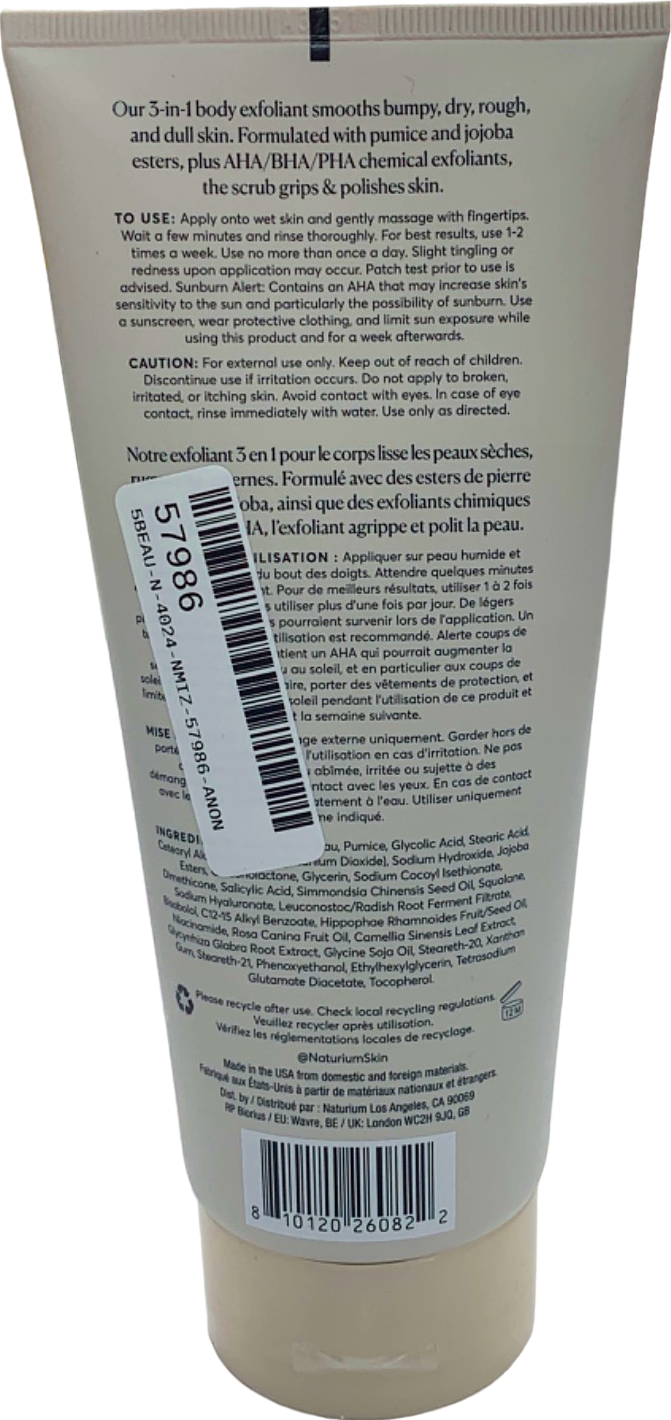 Our 3-in-1 body exfoliant smooths bumpy, dry, rough,
and dull skin. Formulated with pumice and jojoba
esters, plus AHA/BHA/PHA chemical exfoliants,
the scrub grips & polishes skin.
TO USE: Apply onto wet skin and gently massage with fingertips.
Wait a few minutes and rinse thoroughly. For best results, use 1-2
times a week. Use no more than once a day. Slight tingling or
redness upon application may occur. Patch test prior to use is
advised. Sunburn Alert: Contains an AHA that may increase skin's
sensitivity to the sun and particularly the possibility of sunburn. Use
a sunscreen, wear protective clothing, and limit sun exposure while
using this product and for a week afterwards.
CAUTION: For external use only. Keep out of reach of children.
Discontinue use if irritation occurs. Do not apply to broken,
irritated, or itching skin. Avoid contact with eyes. In case of eye
contact, rinse immediately with water. Use only as directed.
Notre exfoliant 3 en 1 pour le corps lisse les peaux sèches,
ernes. Formulé avec des esters de pierre
oba, ainsi que des exfoliants chimiques
HA, l'exfoliant agrippe et polit la peau.
ILISATION : Appliquer sur peau humide et
du bout des doigts. Attendre quelques minutes
t. Pour de meilleurs résultats, utiliser 1 à 2 fois
s utiliser plus d'une fois par jour. De légers
s pourraient survenir lors de l'application. Un
tilisation est recommandé. Alerte coups de
tient un AHA qui pourrait augmenter la
u au soleil, et en particulier aux coups de
solei aire, porter des vêtements de protection, et
limite soleil pendant l'utilisation de ce produit et
t la semaine suivante.
MISE ge externe uniquement. Garder hors de
porté l'utilisation en cas d'irritation. Ne pas
abîmée, irritée ou sujette à des
démang ntact avec les yeux. En cas de contact
avec le atement à l'eau. Utiliser uniquement
ne indiqué.
57986
5BEAU-N-4024-NMIZ-57986-ANON
INGREDI au, Pumice, Glycolic Acid, Stearic Acid,
Cetearyl Alc ium Dioxide), Sodium Hydroxide, Jojoba
Esters, nolactone, Glycerin, Sodium Cocoyl Isethionate,
Dimethicone, Salicylic Acid, Simmondsia Chinensis Seed Oil, Squalane,
Sodium Hyaluronate, Leuconostoc/Radish Root Ferment Filtrate,
Bisabolol, C12-15 Alkyl Benzoate, Hippophae Rhamnoides Fruit/Seed Oil,
Niacinamide, Rosa Canina Fruit Oil, Camellia Sinensis Leaf Extract,
Glycyrrhiza Glabra Root Extract, Glycine Soja Oil, Steareth-20, Xanthan
Gum, Steareth-21, Phenoxyethanol, Ethylhexylglycerin, Tetrasodium
Glutamate Diacetate, Tocopherol.
Please recycle after use. Check local recycling regulations.
Veuillez recycler après utilisation.
Vérifiez les réglementations locales de recyclage.
12 M
@NaturiumSkin
Made in the USA from domestic and foreign materials.
Fabriqué aux États-Unis à partir de matériaux nationaux et étrangers.
Dist. by / Distribué par : Naturium Los Angeles, CA 90069
RP Biorius / EU: Wavre, BE / UK: London WC2H 9JQ, GB
8 10120 26082 2